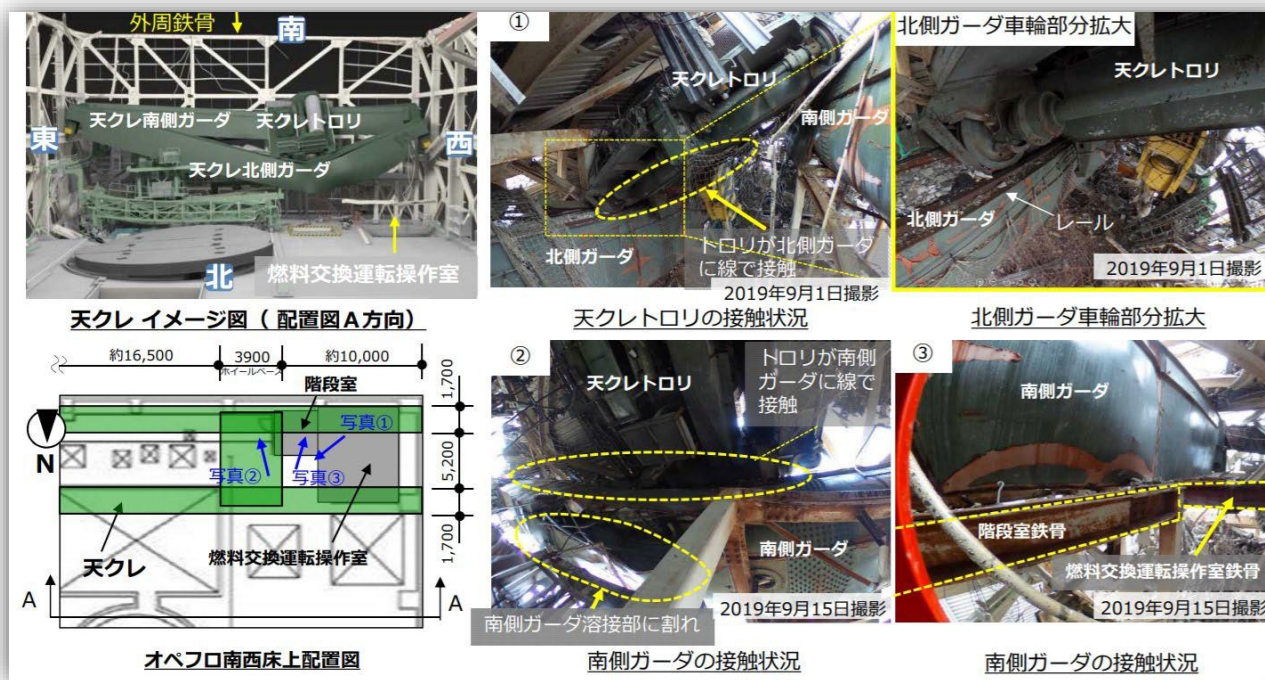 外周鉄骨
南
天クレ南側ガーダ
天クレトロリ
東
西
天クレ北側ガーダ
北
燃料交換運転操作室
天クレ イメージ図（ 配置図A方向）
①
天クレトロリ
南側ガーダ
北側ガーダ
トロリが北側ガーダ
に線で接触
2019年9月1日撮影
天クレトロリの接触状況
北側ガーダ車輪部分拡大
天クレトロリ
北側ガーダ
レール
2019年9月1日撮影
北側ガーダ車輪部分拡大
約16,500
3900
ホイールベース
約10,000
階段室
1,700
5,200
1,700
N
写真①
写真②
写真③
天クレ
燃料交換運転操作室
A
A
オペフロ南西床上配置図
②
天クレトロリ
トロリが南側
ガーダに線で
接触
南側ガーダ
2019年9月15日撮影
南側ガーダ溶接部に割れ
南側ガーダの接触状況
③
南側ガーダ
階段室鉄骨
燃料交換運転操作室鉄骨
2019年9月15日撮影
南側ガーダの接触状況